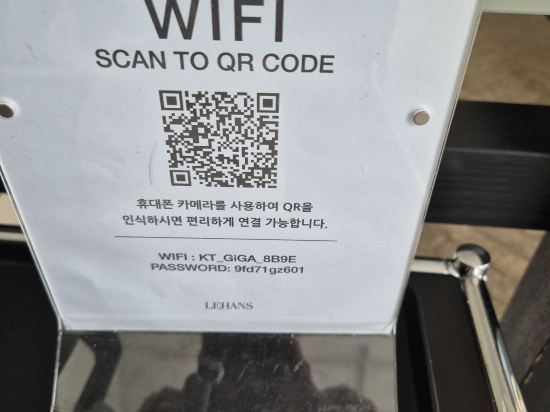 WIFI
SCAN TO QR CODE
휴대폰 카메라를 사용하여 QR을
인식하시면 편리하게 연결 가능합니다.
WIFI : KT_GiGA_8B9E
PASSWORD: 9fd71gz601
LEHANS